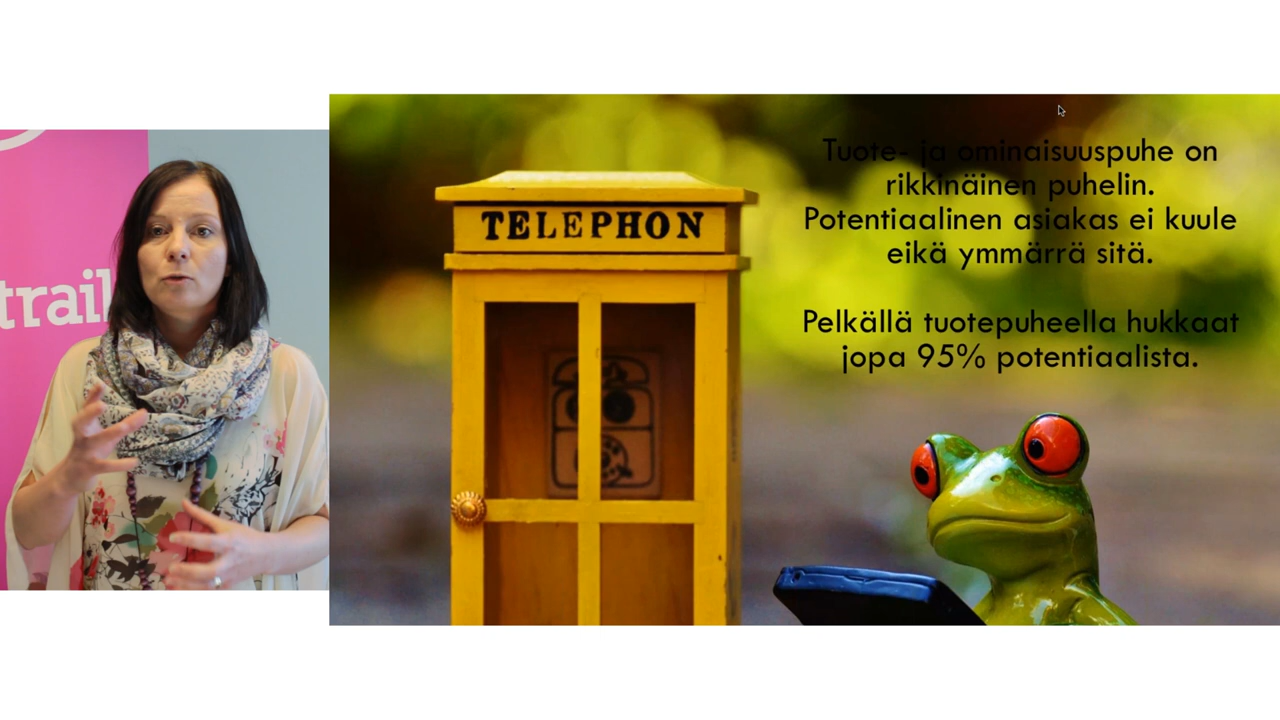 trail
TELEPHON
Tuote- ja ominaisuuspuhe on
rikkinäinen puhelin.
Potentiaalinen asiakas ei kuule
eikä ymmärrä sitä.
Pelkällä tuotepuheella hukkaat
jopa 95% potentiaalista.